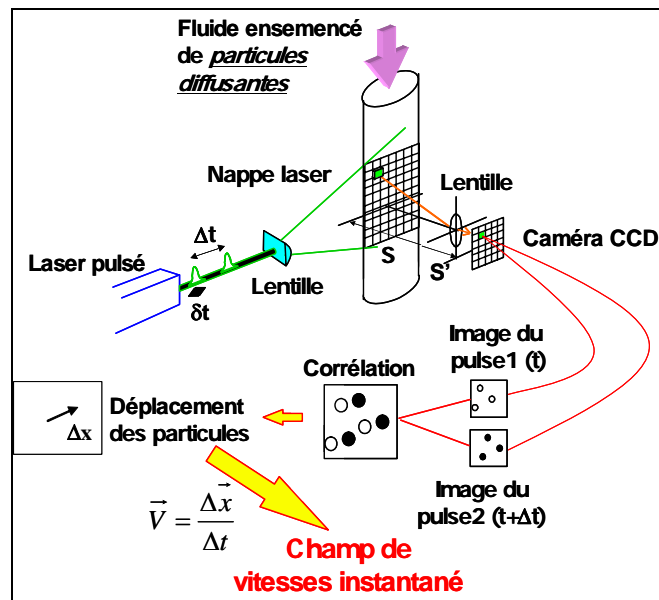 Fluide ensemencé
de particules
diffusantes
Nappe laser
Lentille
Δt
S
S'
Caméra CCD
Laser pulsé
Lentille
δt
Image du
pulse1 (t)
Corrélation
Δx
Déplacement
des particules
Image du
pulse2 (t+Δt)
V = Δx / Δt
Champ de
vitesses instantané